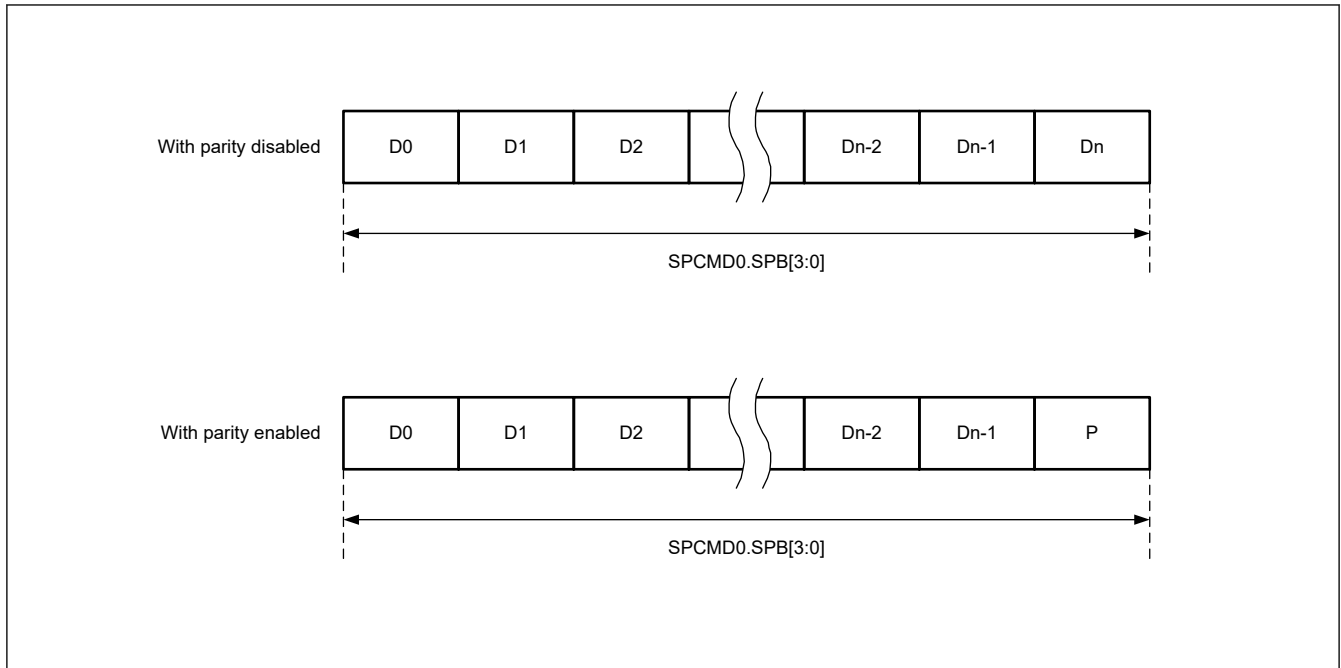 With parity disabled D0 D1 D2 Dn-2 Dn-1 Dn
SPCMD0.SPB[3:0]
With parity enabled D0 D1 D2 Dn-2 Dn-1 P
SPCMD0.SPB[3:0]